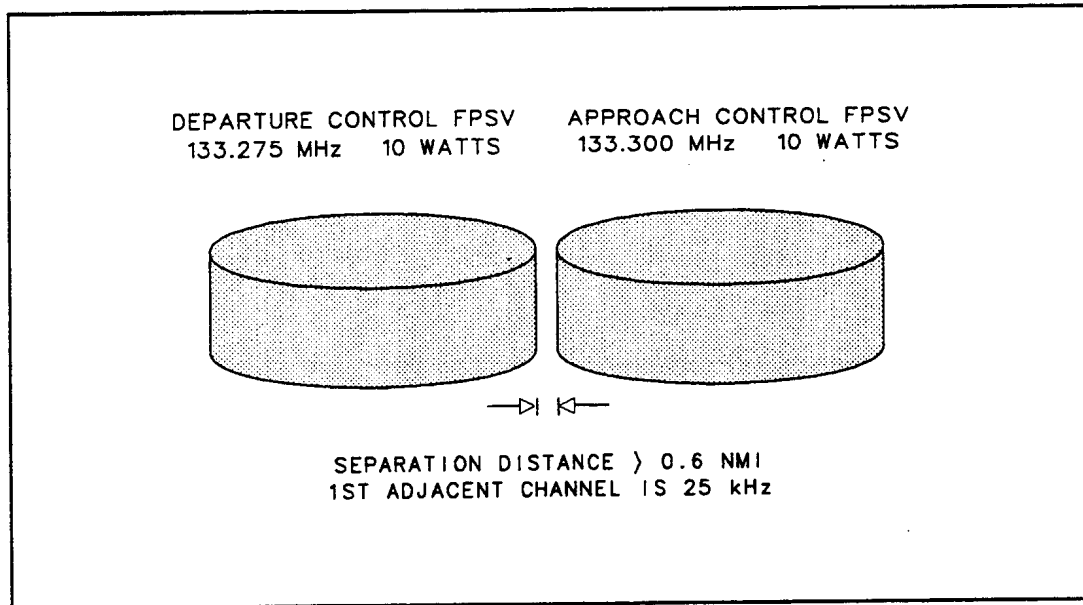 DEPARTURE CONTROL FPSV
133.275 MHz 10 WATTS
APPROACH CONTROL FPSV
133.300 MHz 10 WATTS
SEPARATION DISTANCE > 0.6 NMI
1ST ADJACENT CHANNEL IS 25 kHz